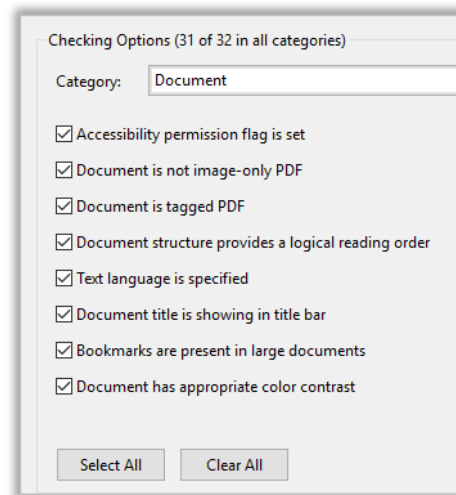 Checking Options (31 of 32 in all categories)
Category: Document
Accessibility permission flag is set
Document is not image-only PDF
Document is tagged PDF
Document structure provides a logical reading order
Text language is specified
Document title is showing in title bar
Bookmarks are present in large documents
Document has appropriate color contrast
Select All Clear All